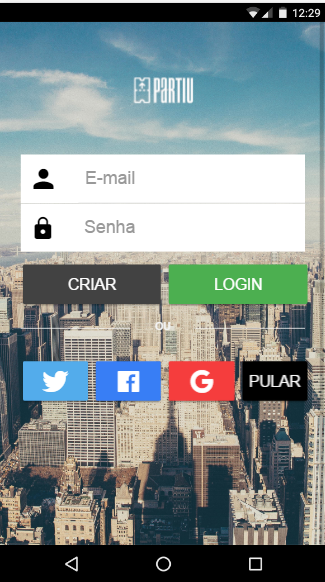 12:29
PARTIU
E-mail
Senha
CRIAR LOGIN
OU
G PULAR